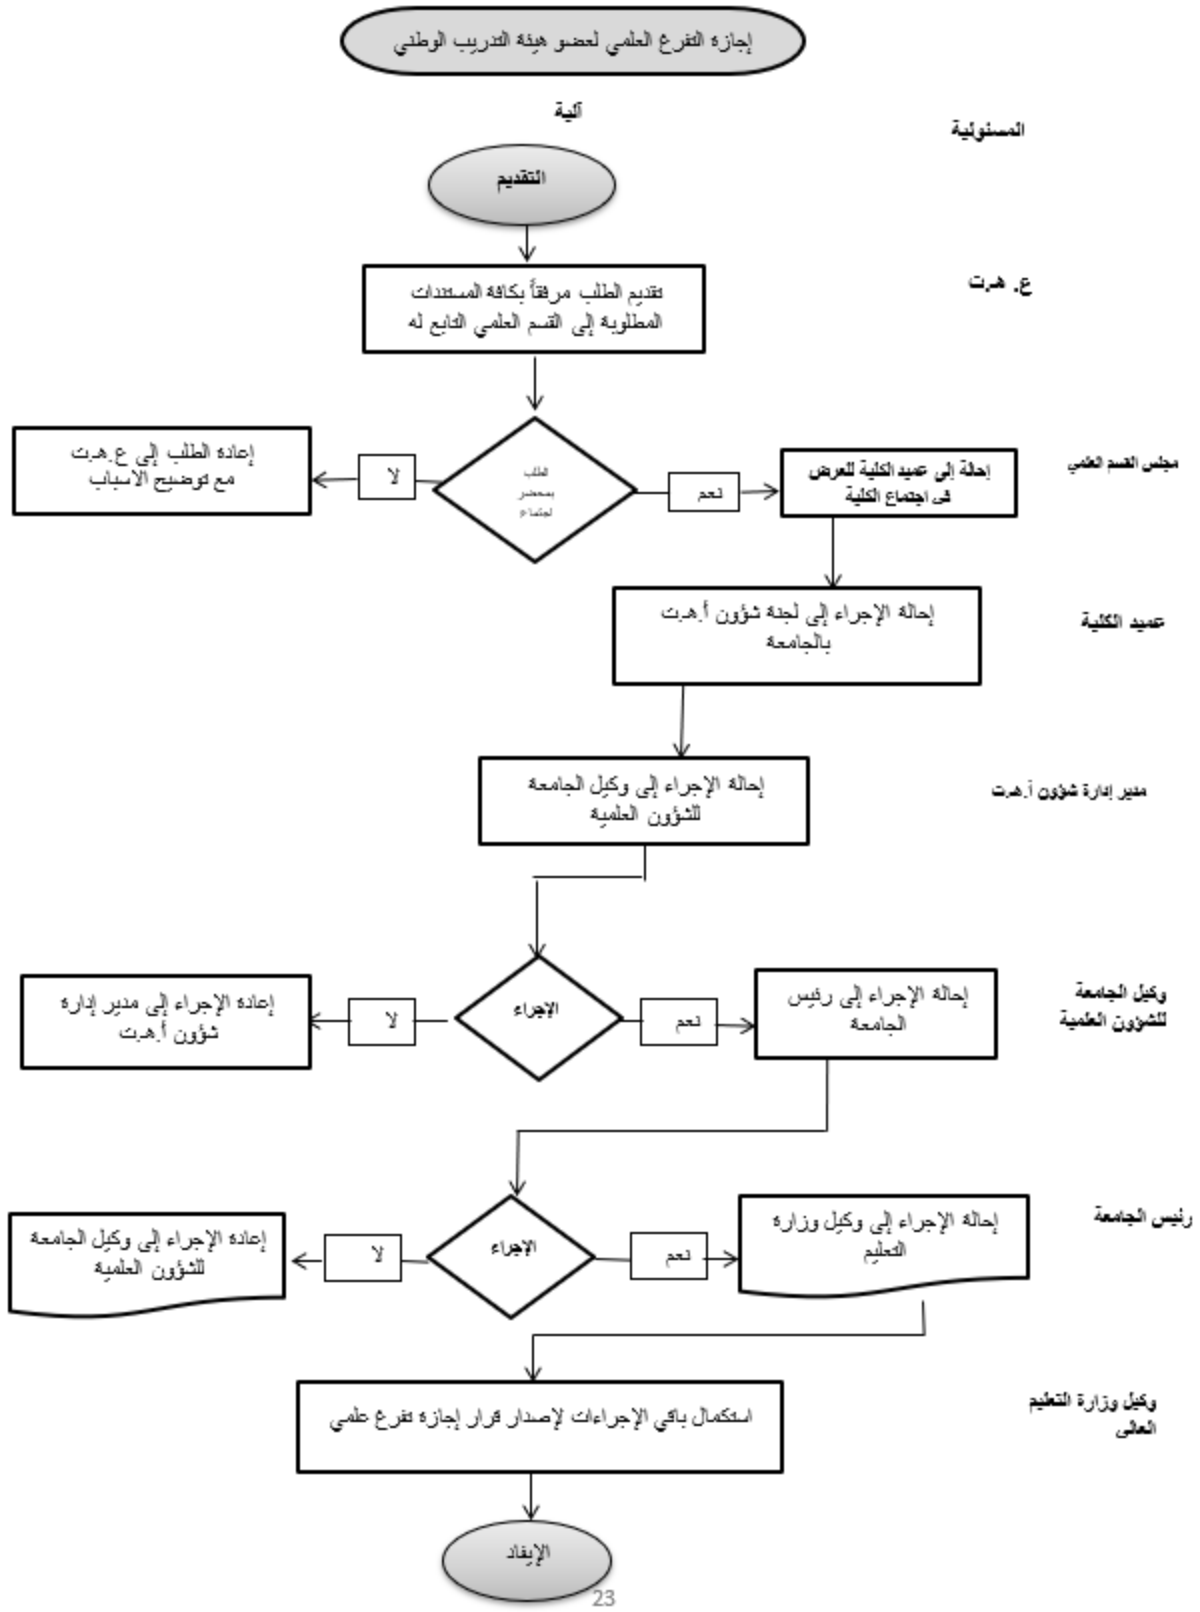 إجازة التفرغ العلمي لعضو هيئة التدريب الوطني
آلية
المسئولية
التقديم
ع. هـ.ت
تقديم الطلب مرفقاً بكافة المستندات
المطلوبة إلى القسم العلمي التابع له
مجلس القسم العلمي
إحالة إلى عميد الكلية للعرض
فى اجتماع الكلية
نعم
الطلب
بمحضر
اجتماع
لا
إعادة الطلب إلى ع.هـ.ت
مع توضيح الاسباب
عميد الكلية
إحالة الإجراء إلى لجنة شؤون أ.هـ.ت
بالجامعة
مدير إدارة شؤون أ.هـ.ت
إحالة الإجراء إلى وكيل الجامعة
للشؤون العلمية
وكيل الجامعة
للشؤون العلمية
إحالة الإجراء إلى رئيس
الجامعة
نعم
الإجراء
لا
إعادة الإجراء إلى مدير إدارة
شؤون أ.هـ.ت
رئيس الجامعة
إحالة الإجراء إلى وكيل وزارة
التعليم
نعم
الإجراء
لا
إعادة الإجراء إلى وكيل الجامعة
للشؤون العلمية
وكيل وزارة التعليم
العالى
استكمال باقي الإجراءات لإصدار قرار إجازة تفرغ علمي
الإيفاد
23